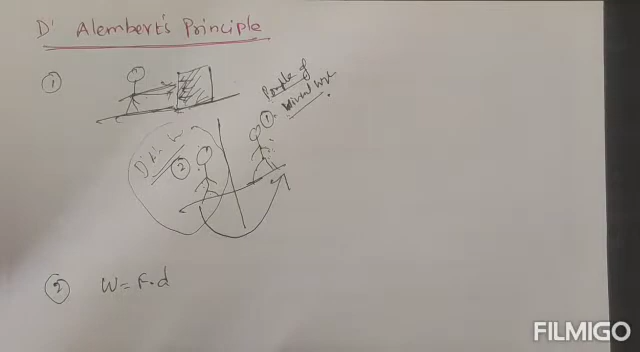 D' Alembert's Principle
①
① Principle of
virtual work
②
② W = F.d
FILMIGO